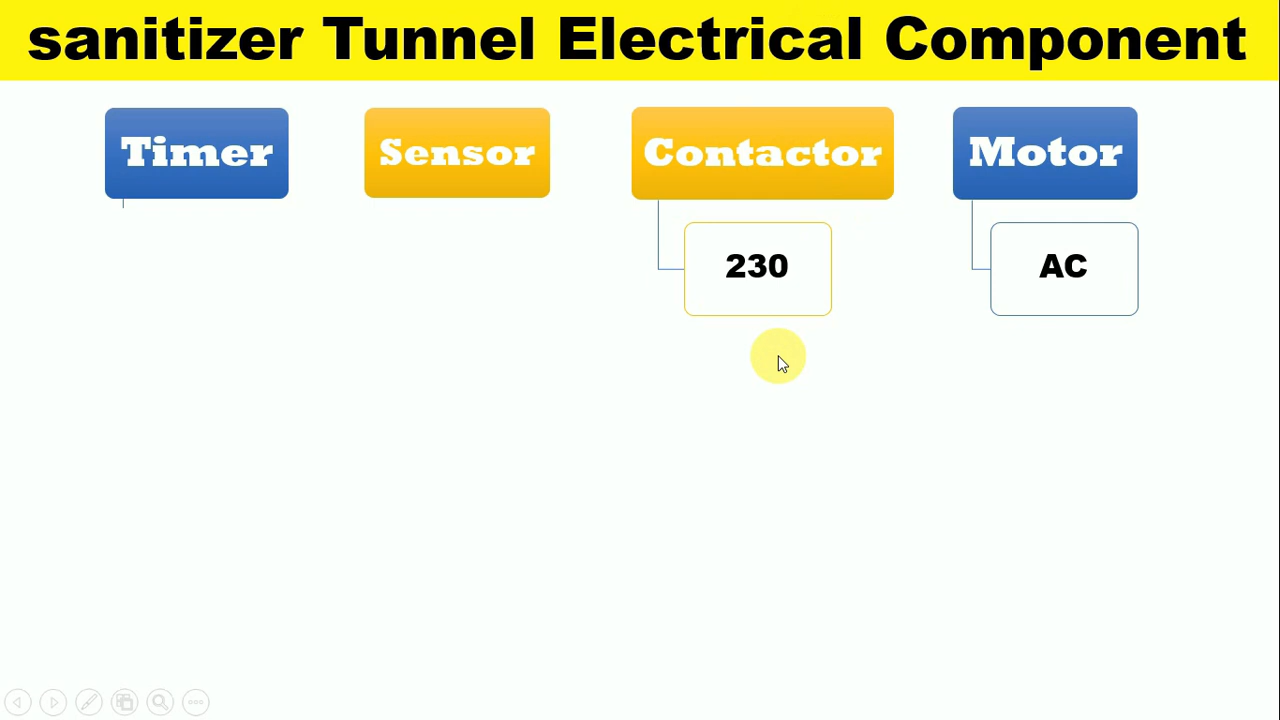 sanitizer Tunnel Electrical Component
Timer
Sensor
Contactor
Motor
230
AC